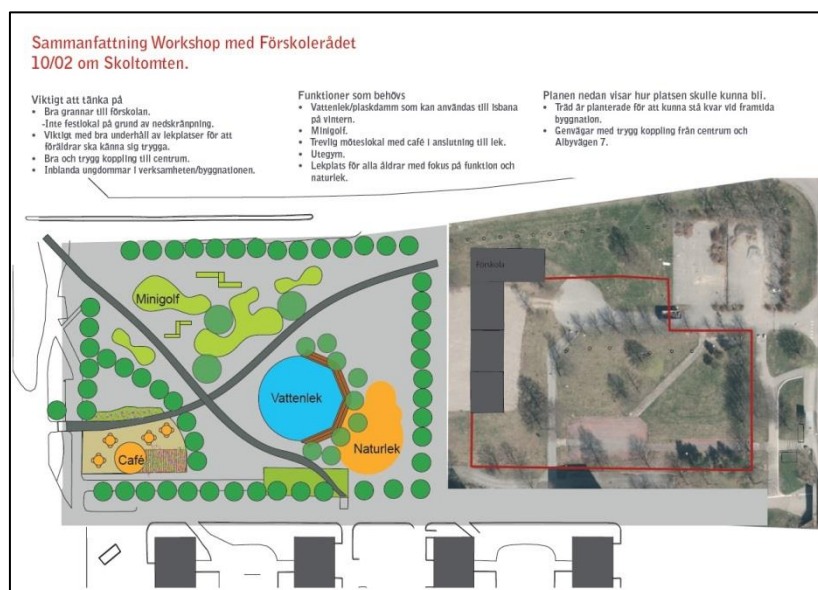 Sammanfattning Workshop med Förskolerådet
10/02 om Skoltomten.
Viktigt att tänka på
• Bra grannar till förskolan.
-Inte festlokal på grund av nedskränpning.
• Viktigt med bra underhåll av lekplatser för att
föräldrar ska känna sig trygga.
• Bra och trygg koppling till centrum.
• Inblanda ungdommar i verksamheten/byggnationen.
Funktioner som behövs
• Vattenlek/plaskdamm som kan användas till Isbana
på vintern.
• Minigolf.
• Trevlig möteslokal med café i anslutning till lek.
• Utegym.
• Lekplats för alla åldrar med fokus på funktion och
naturlek.
Planen nedan visar hur platsen skulle kunna bli.
• Träd är planterade för att kunna stå kvar vid framtida
byggnation.
• Genvägar med trygg koppling från centrum och
Albyvägen 7.
Minigolf
Vattenlek
Naturlek
Café
Förskola